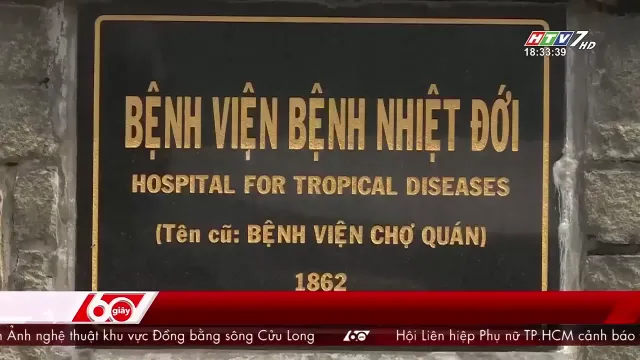 HTV7 HD
18:33:39
BỆNH VIỆN BỆNH NHIỆT ĐỚI
HOSPITAL FOR TROPICAL DISEASES
(Tên cũ: BỆNH VIỆN CHỢ QUÁN)
1862
60 giây
Ảnh nghệ thuật khu vực Đồng bằng sông Cửu Long 60 giây Hội Liên hiệp Phụ nữ TP.HCM cảnh báo